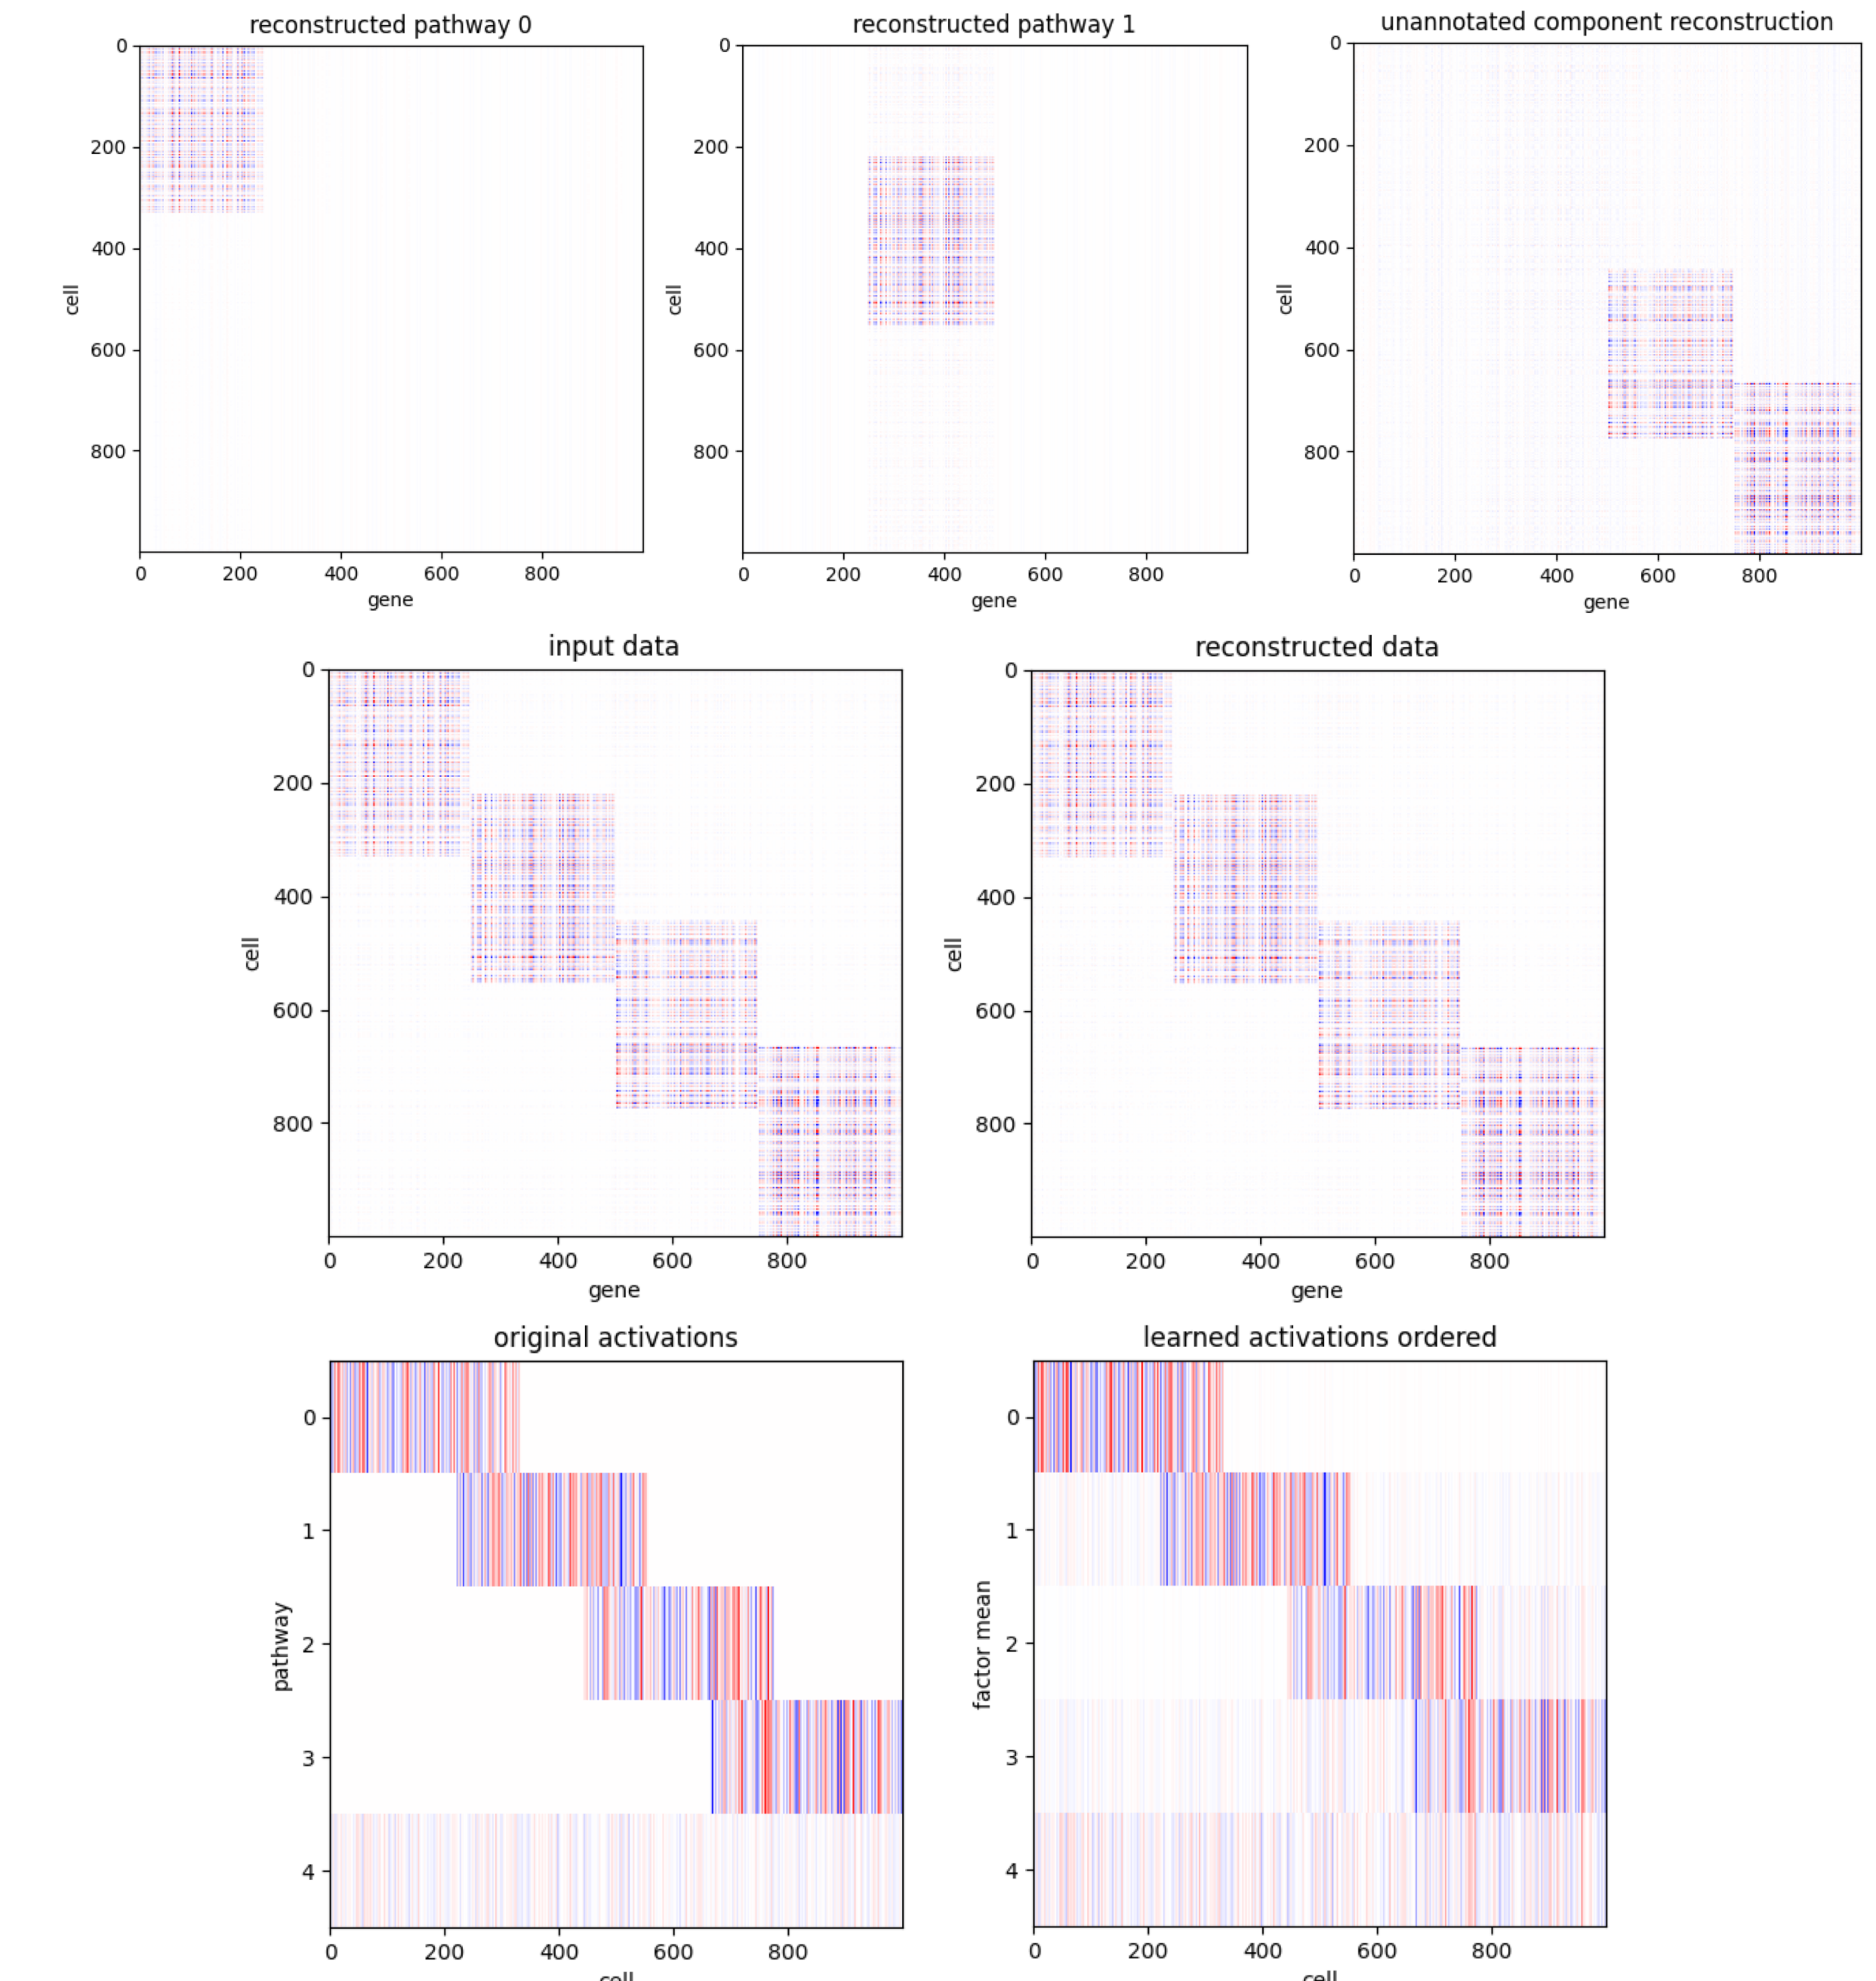 reconstructed pathway 0
reconstructed pathway 1
unannotated component reconstruction
0
200
400
600
800
cell
0 200 400 600 800
gene
0
200
400
600
800
cell
0 200 400 600 800
gene
0
200
400
600
800
cell
0 200 400 600 800
gene
input data
reconstructed data
0
200
400
600
800
cell
0 200 400 600 800
gene
0
200
400
600
800
cell
0 200 400 600 800
gene
original activations
learned activations ordered
0
1
2
3
4
pathway
0 200 400 600 800
cell
0
1
2
3
4
factor mean
0 200 400 600 800
cell